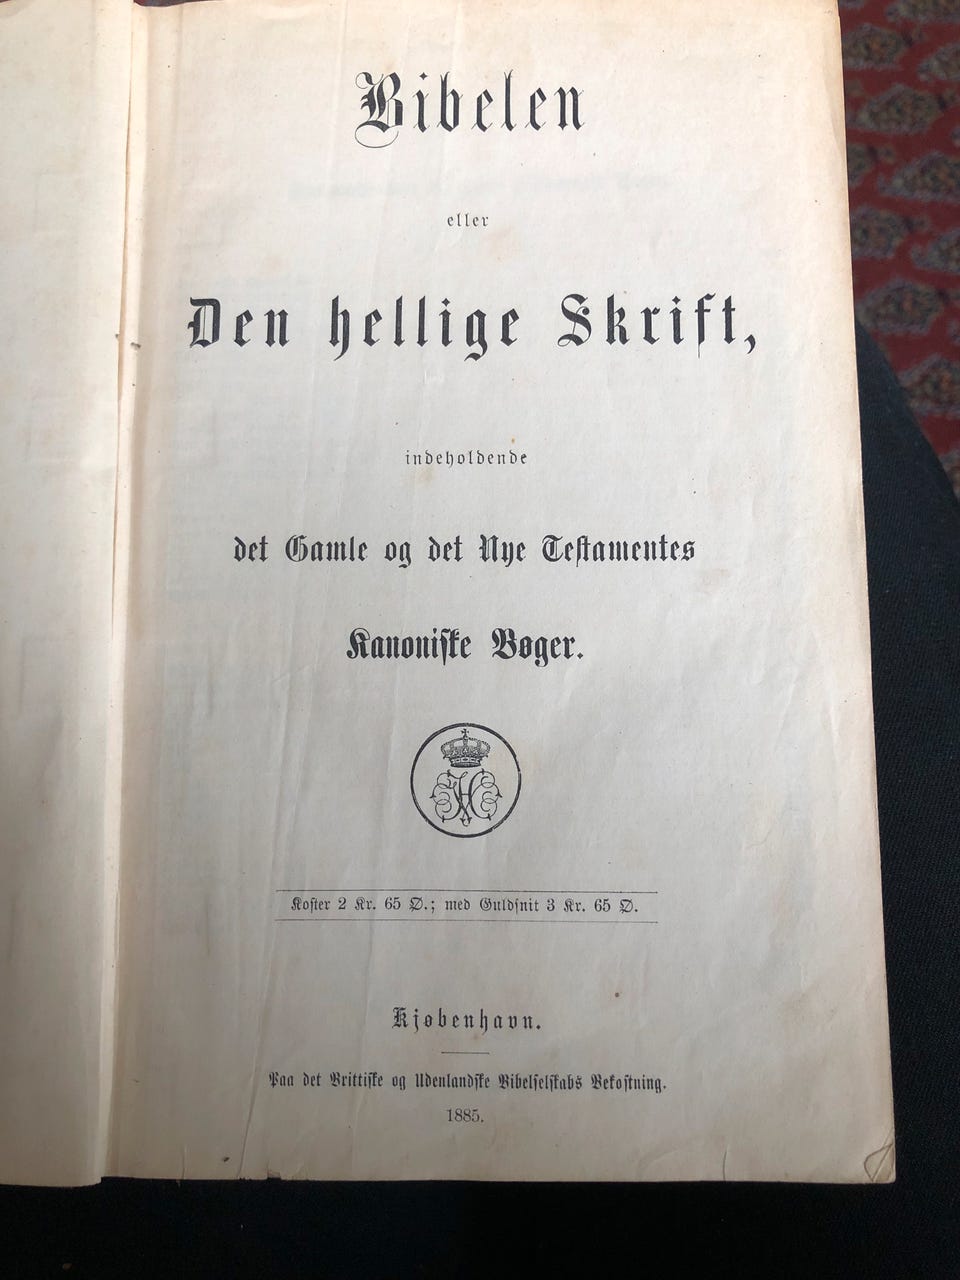 Bibelen
eller
Den hellige Skrift,
indeholdende
det Gamle og det Nye Testamentes
Kanoniske Bøger.
Koster 2 Kr. 65 Ø.; med Guldsnit 3 Kr. 65 Ø.
Kjøbenhavn.
Paa det Brittiske og Udenlandske Bibelselskabs Bekostning.
1885.